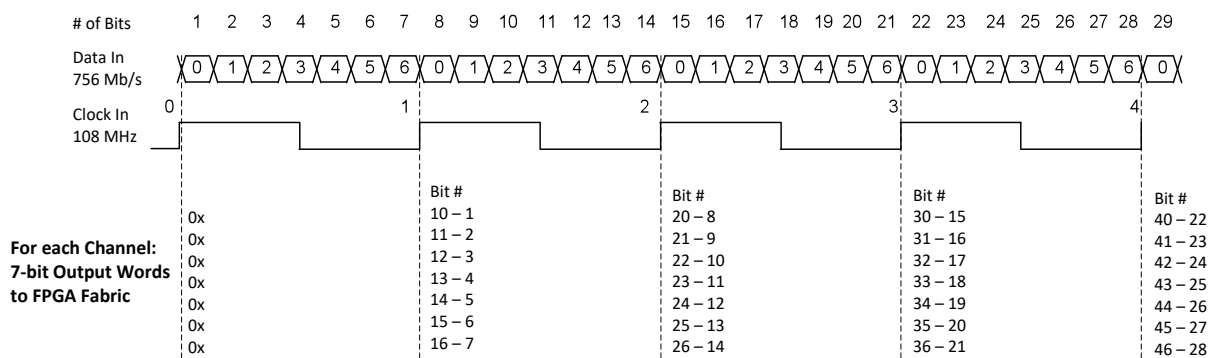 # of Bits 1 2 3 4 5 6 7 8 9 10 11 12 13 14 15 16 17 18 19 20 21 22 23 24 25 26 27 28 29
Data In
756 Mb/s
0 1 2 3 4 5 6 0 1 2 3 4 5 6 0 1 2 3 4 5 6 0 1 2 3 4 5 6 0
Clock In
108 MHz
0 1 2 3 4
For each Channel:
7-bit Output Words
to FPGA Fabric
0x
0x
0x
0x
0x
0x
0x
Bit #
10 – 1
11 – 2
12 – 3
13 – 4
14 – 5
15 – 6
16 – 7
Bit #
20 – 8
21 – 9
22 – 10
23 – 11
24 – 12
25 – 13
26 – 14
Bit #
30 – 15
31 – 16
32 – 17
33 – 18
34 – 19
35 – 20
36 – 21
Bit #
40 – 22
41 – 23
42 – 24
43 – 25
44 – 26
45 – 27
46 – 28